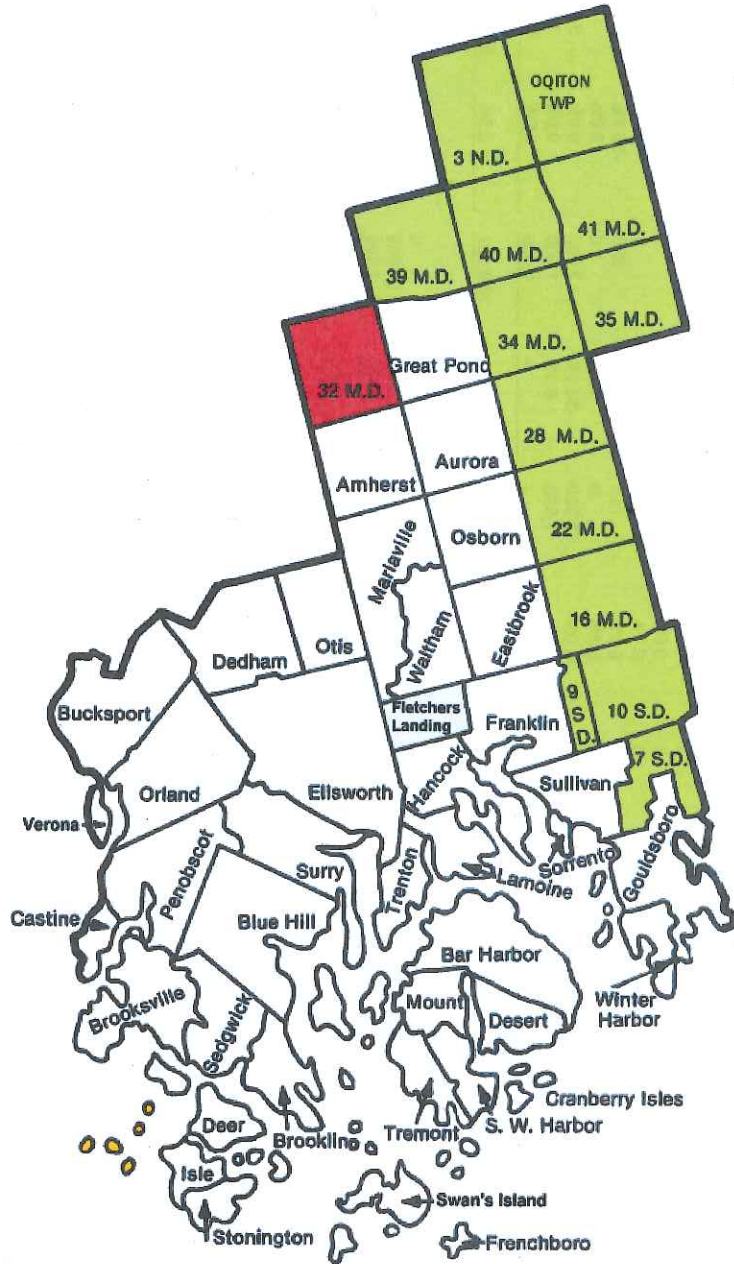 OQITON
TWP
3 N.D.
41 M.D.
40 M.D.
39 M.D.
35 M.D.
34 M.D.
Great Pond
32 M.D.
28 M.D.
Aurora
Amherst
22 M.D.
Osborn
Mariaville
16 M.D.
Eastbrook
Waltham
Otis
Dedham
9
S
D.
10 S.D.
Fletchers
Landing
Franklin
Bucksport
7 S.D.
Hancock
Sullivan
Ellsworth
Orland
Verona
Sorrento
Lamoine
Gouldsboro
Surry
Trenton
Penobscot
Castine
Blue Hill
Bar Harbor
Winter
Harbor
Mount
Desert
Brooksville
Sedgwick
Cranberry Isles
S. W. Harbor
Tremont
Brooklin
Deer
Isle
Swan's Island
Stonington
Frenchboro